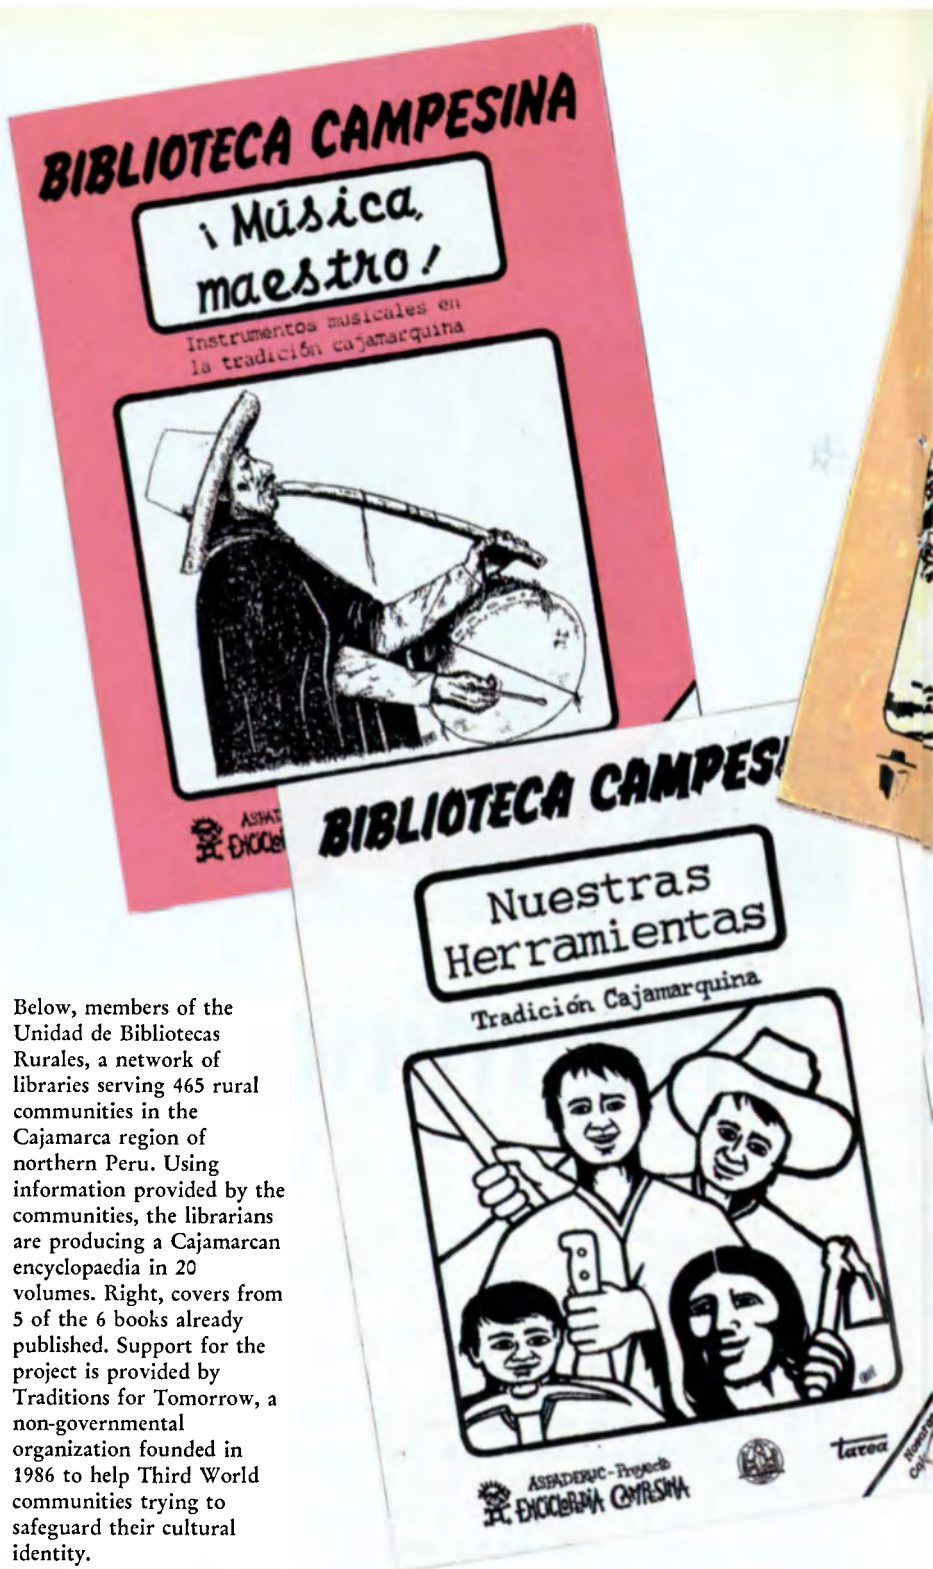 BIBLIOTECA CAMPESINA
¡Música,
maestro!
Instrumentos musicales en
la tradición cajamarquina
BIBLIOTECA CAMPES
Nuestras
Herramientas
Tradición Cajamarquina
ASPADERUC-Proyecto
ENCICLOPEDIA CAMPESINA
tarea
Below, members of the
Unidad de Bibliotecas
Rurales, a network of
libraries serving 465 rural
communities in the
Cajamarca region of
northern Peru. Using
information provided by the
communities, the librarians
are producing a Cajamarcan
encyclopaedia in 20
volumes. Right, covers from
5 of the 6 books already
published. Support for the
project is provided by
Traditions for Tomorrow, a
non-governmental
organization founded in
1986 to help Third World
communities trying to
safeguard their cultural
identity.